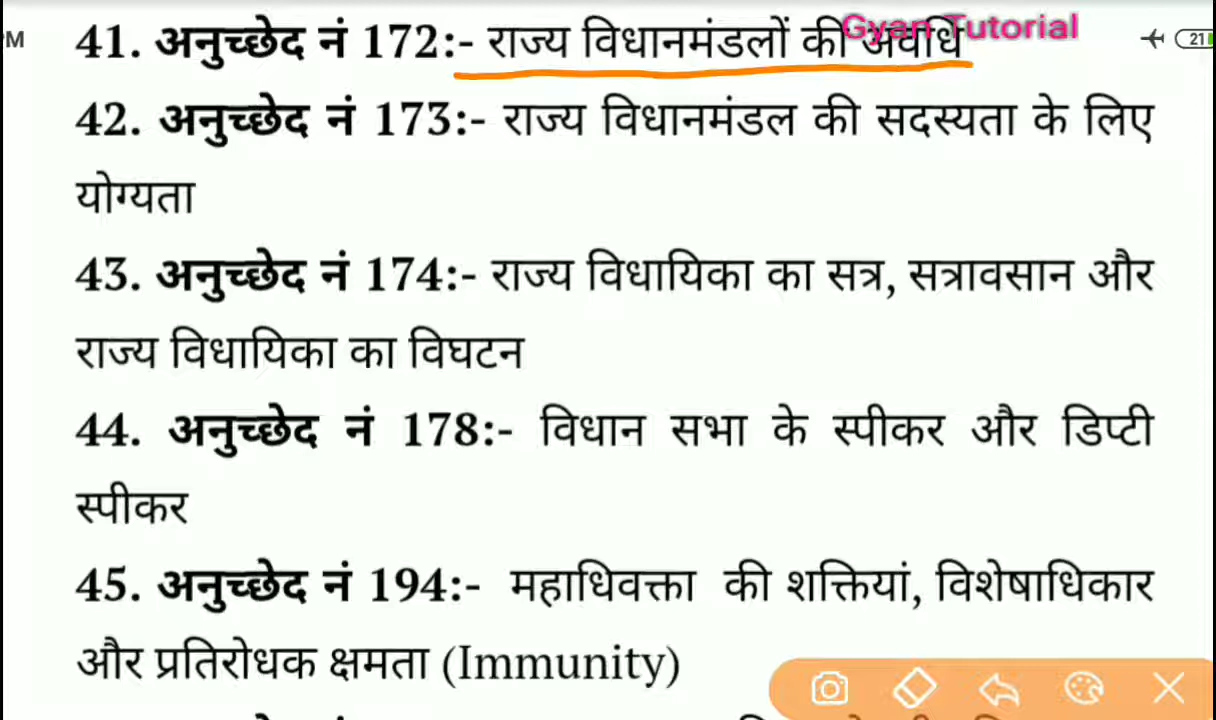 PM
Gyan Tutorial
21
41. अनुच्छेद नं 172:- राज्य विधानमंडलों की अवधि
42. अनुच्छेद नं 173:- राज्य विधानमंडल की सदस्यता के लिए
योग्यता
43. अनुच्छेद नं 174:- राज्य विधायिका का सत्र, सत्रावसान और
राज्य विधायिका का विघटन
44. अनुच्छेद नं 178:- विधान सभा के स्पीकर और डिप्टी
स्पीकर
45. अनुच्छेद नं 194:- महाधिवक्ता की शक्तियां, विशेषाधिकार
और प्रतिरोधक क्षमता (Immunity)